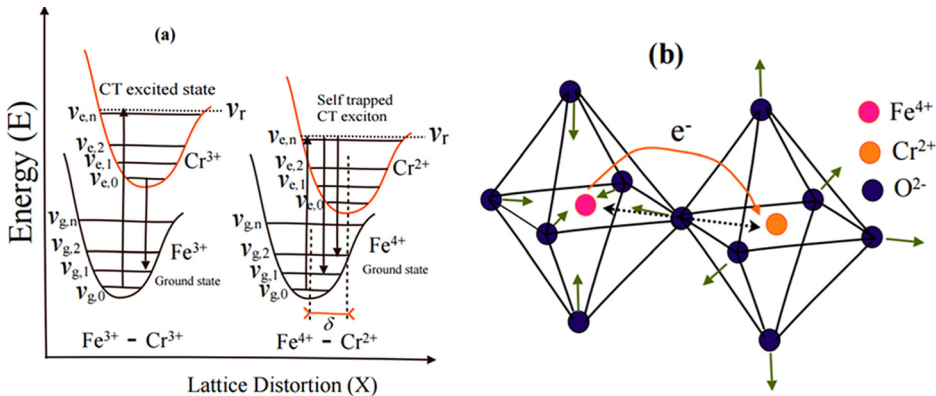 (a)
CT excited state
ν_r
ν_e,n
ν_e,2
ν_e,1
ν_e,0
Cr³⁺
ν_g,n
ν_g,2
ν_g,1
ν_g,0
Fe³⁺
Ground state
Fe³⁺ - Cr³⁺
Self trapped
CT exciton
ν_r
ν_e,n
ν_e,2
ν_e,1
ν_e,0
Cr²⁺
ν_g,n
ν_g,2
ν_g,1
ν_g,0
Fe⁴⁺
Ground state
δ
Fe⁴⁺ - Cr²⁺
Energy (E)
Lattice Distortion (X)
(b)
e⁻
Fe⁴⁺
Cr²⁺
O²⁻